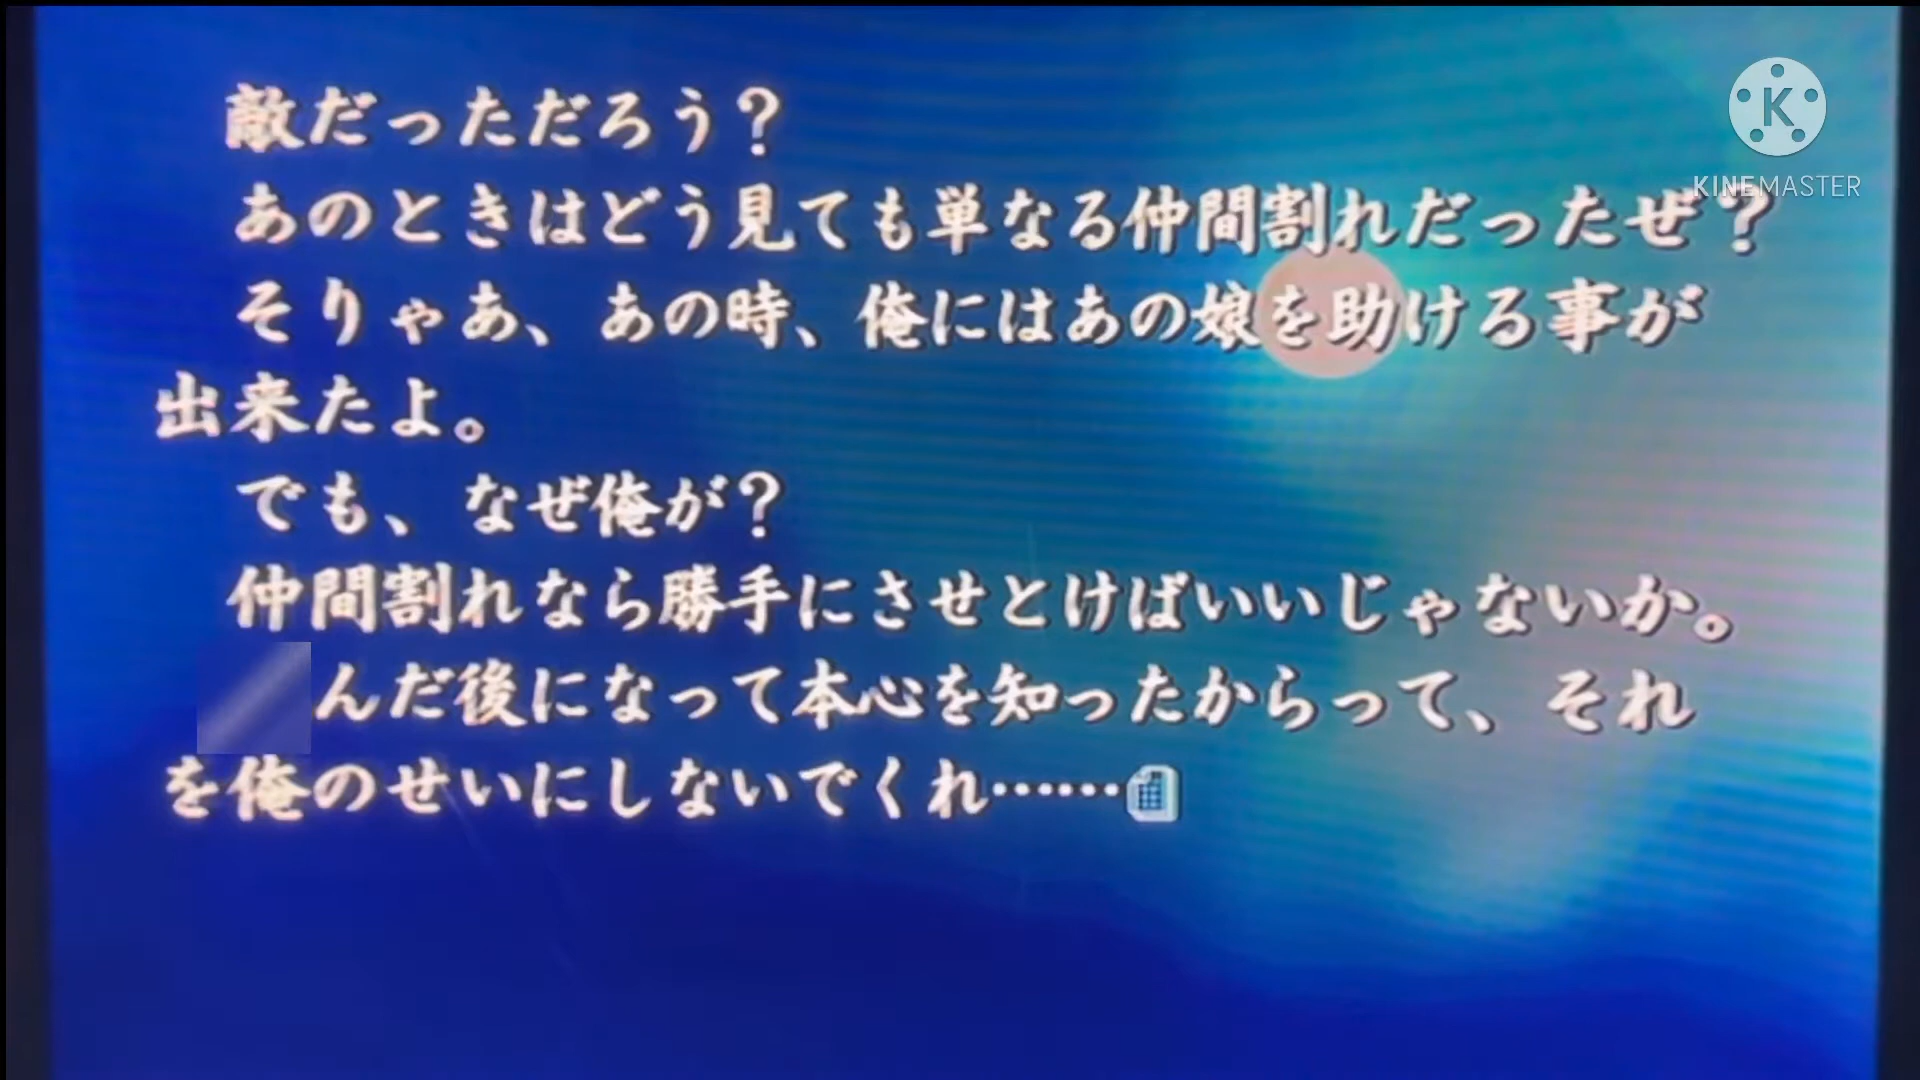 敵だっただろう？
あのときはどう見ても単なる仲間割れだったぜ？
そりゃあ、あの時、俺にはあの娘を助ける事が
出来たよ。
でも、なぜ俺が？
仲間割れなら勝手にさせとけばいいじゃないか。
んだ後になって本心を知ったからって、それ
を俺のせいにしないでくれ……
K
KINEMASTER